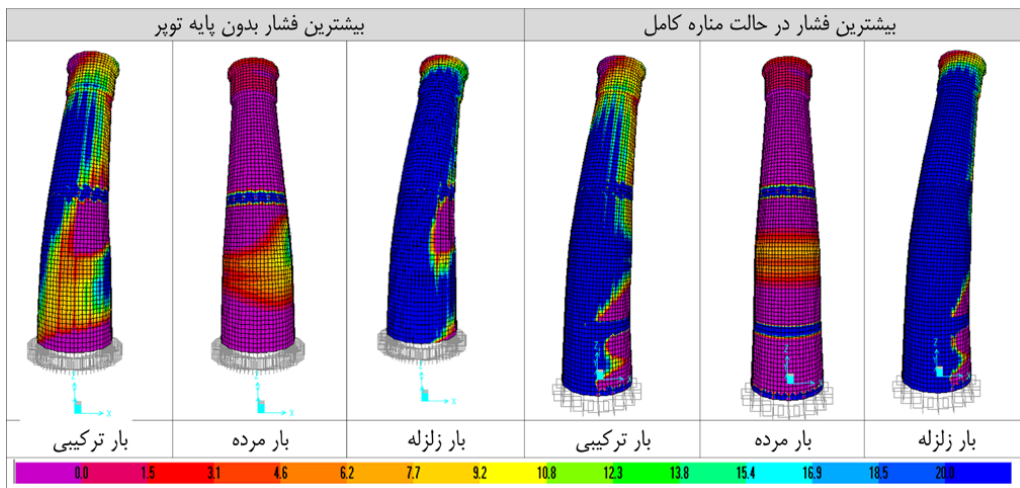 بیشترین فشار در حالت مناره کامل
بیشترین فشار بدون پایه توپر
بار زلزله
بار مرده
بار ترکیبی
بار زلزله
بار مرده
بار ترکیبی
0.0 1.5 3.1 4.6 6.2 7.7 9.2 10.8 12.3 13.8 15.4 16.9 18.5 20.0